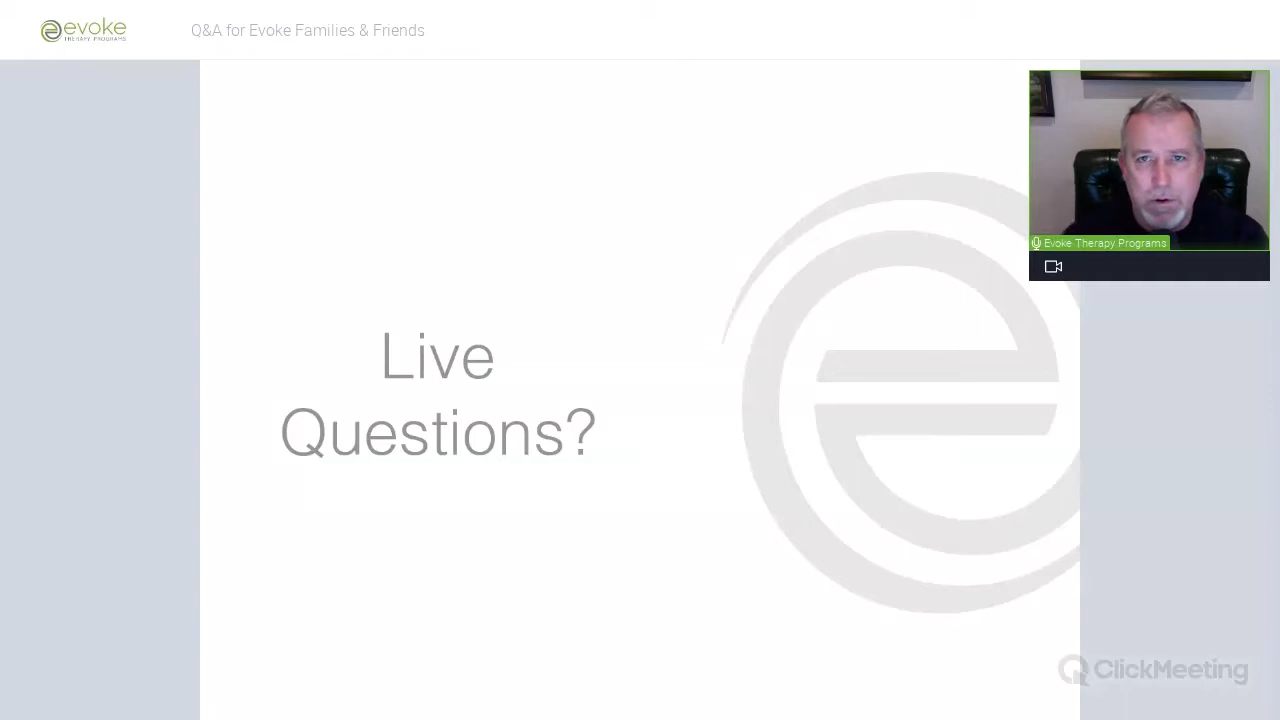 evoke
THERAPY PROGRAMS
Q&A for Evoke Families & Friends
Evoke Therapy Programs
Live
Questions?
ClickMeeting